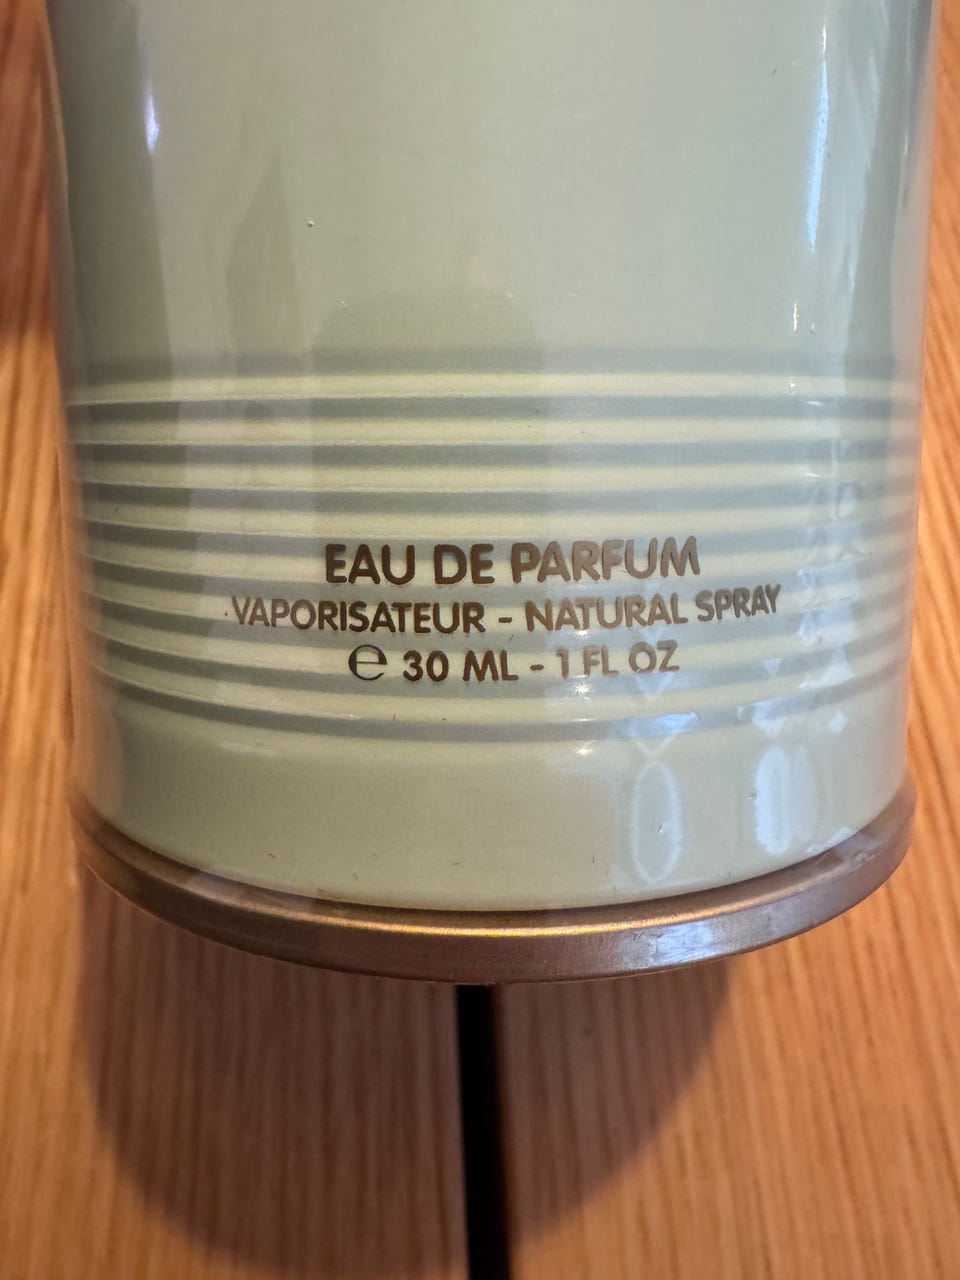 EAU DE PARFUM
VAPORISATEUR - NATURAL SPRAY
℮ 30 ML - 1 FL OZ